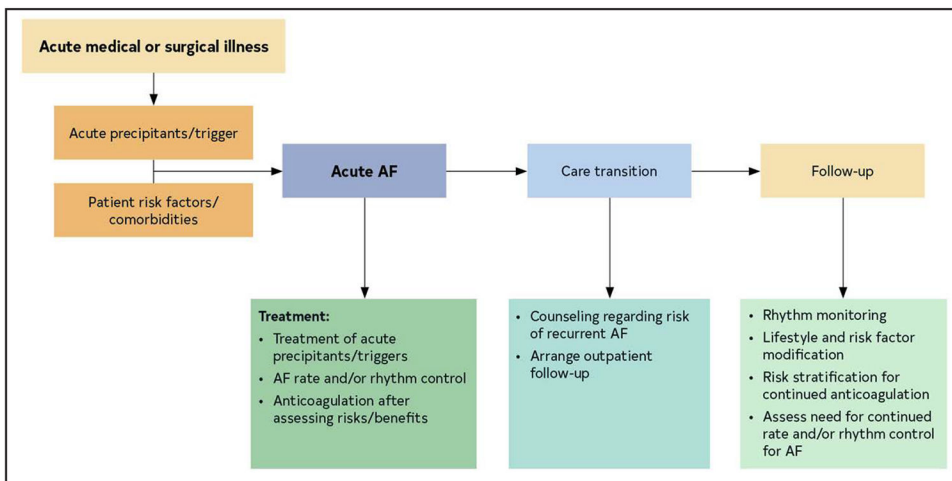 Acute medical or surgical illness
Acute precipitants/trigger
Patient risk factors/
comorbidities
Acute AF
Care transition
Follow-up
Treatment:
• Treatment of acute
precipitants/triggers
• AF rate and/or rhythm control
• Anticoagulation after
assessing risks/benefits
• Counseling regarding risk
of recurrent AF
• Arrange outpatient
follow-up
• Rhythm monitoring
• Lifestyle and risk factor
modification
• Risk stratification for
continued anticoagulation
• Assess need for continued
rate and/or rhythm control
for AF